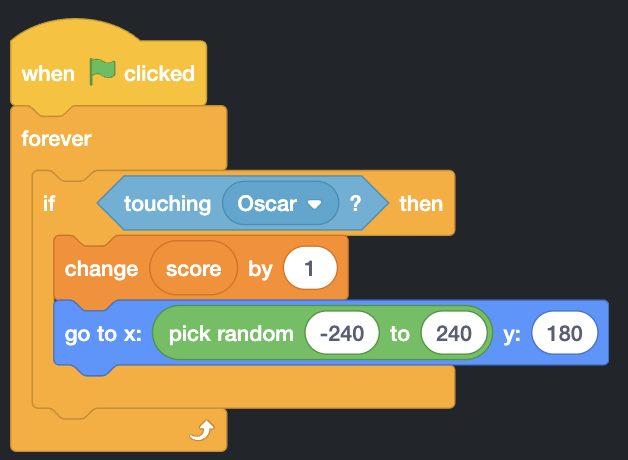 when clicked
forever
if touching Oscar ? then
change score by 1
go to x: pick random -240 to 240 y: 180